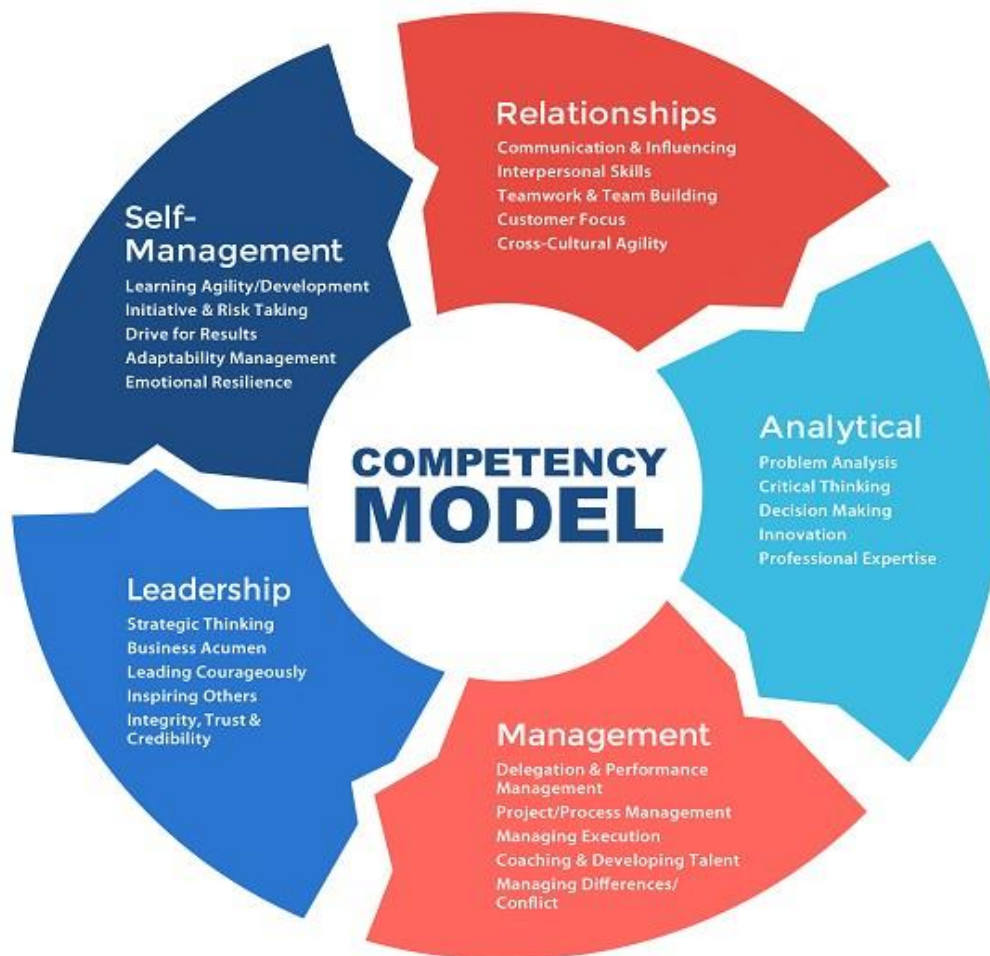 Relationships
Communication & Influencing
Interpersonal Skills
Teamwork & Team Building
Customer Focus
Cross-Cultural Agility
Self-
Management
Learning Agility/Development
Initiative & Risk Taking
Drive for Results
Adaptability Management
Emotional Resilience
COMPETENCY
MODEL
Analytical
Problem Analysis
Critical Thinking
Decision Making
Innovation
Professional Expertise
Leadership
Strategic Thinking
Business Acumen
Leading Courageously
Inspiring Others
Integrity, Trust &
Credibility
Management
Delegation & Performance
Management
Project/Process Management
Managing Execution
Coaching & Developing Talent
Managing Differences/
Conflict